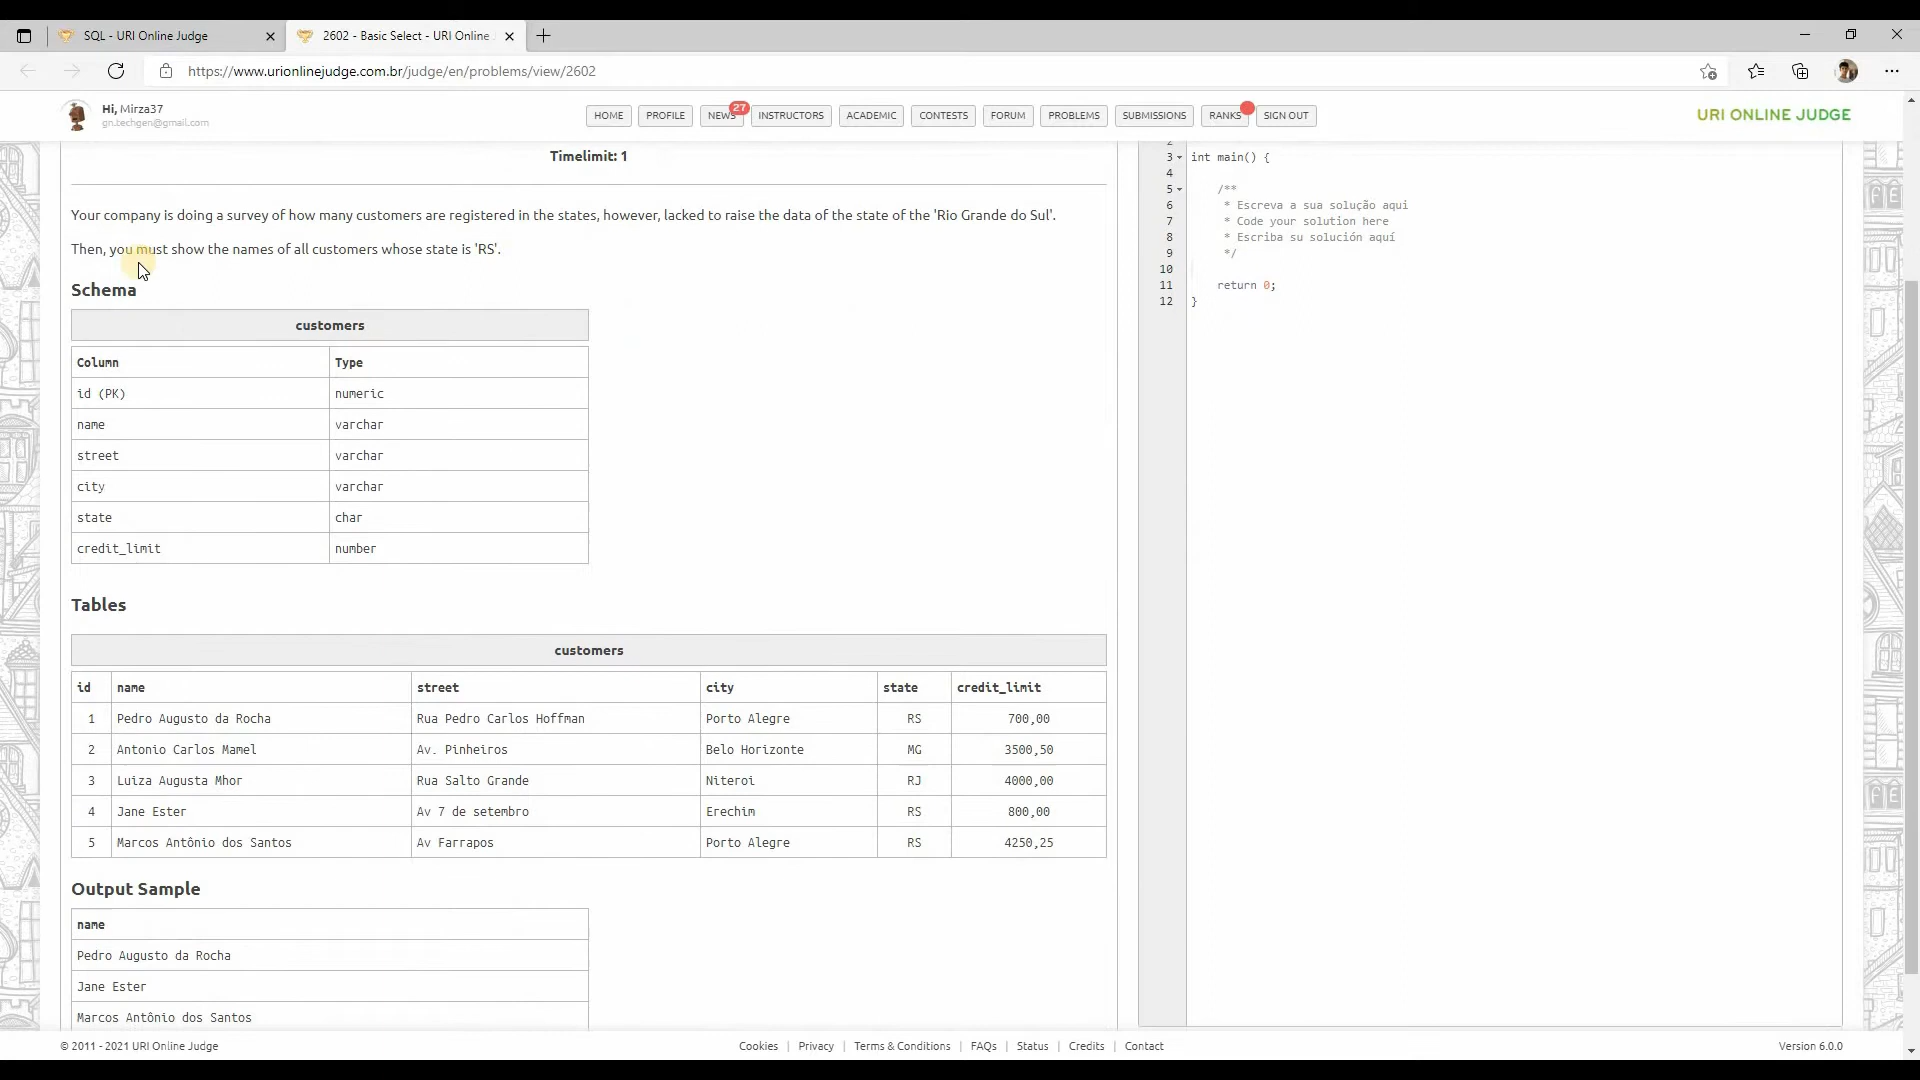 SQL - URI Online Judge
2602 - Basic Select - URI Online
https://www.urionlinejudge.com.br/judge/en/problems/view/2602
Hi, Mirza37
gn.techgen@gmail.com
HOME
PROFILE
NEWS
27
INSTRUCTORS
ACADEMIC
CONTESTS
FORUM
PROBLEMS
SUBMISSIONS
RANKS
SIGN OUT
URI ONLINE JUDGE
Timelimit: 1
Your company is doing a survey of how many customers are registered in the states, however, lacked to raise the data of the state of the 'Rio Grande do Sul'.
Then, you must show the names of all customers whose state is 'RS'.
Schema
customers
Column Type
id (PK) numeric
name varchar
street varchar
city varchar
state char
credit_limit number
Tables
customers
id name street city state credit_limit
1 Pedro Augusto da Rocha Rua Pedro Carlos Hoffman Porto Alegre RS 700,00
2 Antonio Carlos Mamel Av. Pinheiros Belo Horizonte MG 3500,50
3 Luiza Augusta Mhor Rua Salto Grande Niteroi RJ 4000,00
4 Jane Ester Av 7 de setembro Erechim RS 800,00
5 Marcos Antônio dos Santos Av Farrapos Porto Alegre RS 4250,25
Output Sample
name
Pedro Augusto da Rocha
Jane Ester
Marcos Antônio dos Santos
2
3 int main() {
4
5 /**
6 * Escreva a sua solução aqui
7 * Code your solution here
8 * Escriba su solución aquí
9 */
10
11 return 0;
12 }
© 2011 - 2021 URI Online Judge
Cookies | Privacy | Terms & Conditions | FAQs | Status | Credits | Contact
Version 6.0.0